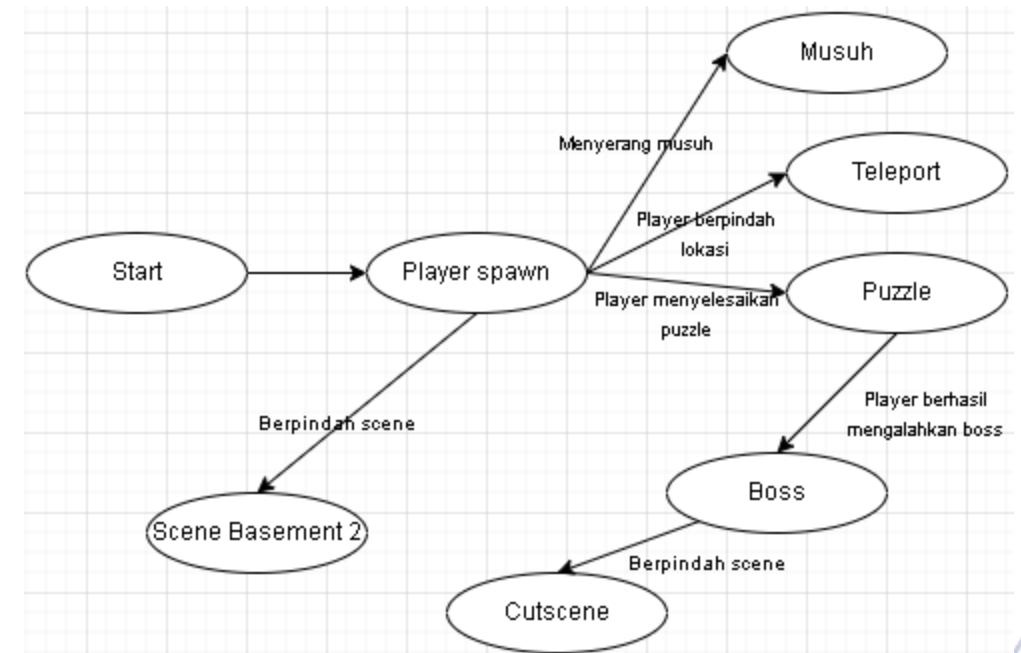 Musuh
Menyerang musuh
Teleport
Player berpindah
lokasi
Start
Player spawn
Puzzle
Player menyelesaikan
puzzle
Player berhasil
mengalahkan boss
Berpindah scene
Boss
Scene Basement 2
Berpindah scene
Cutscene